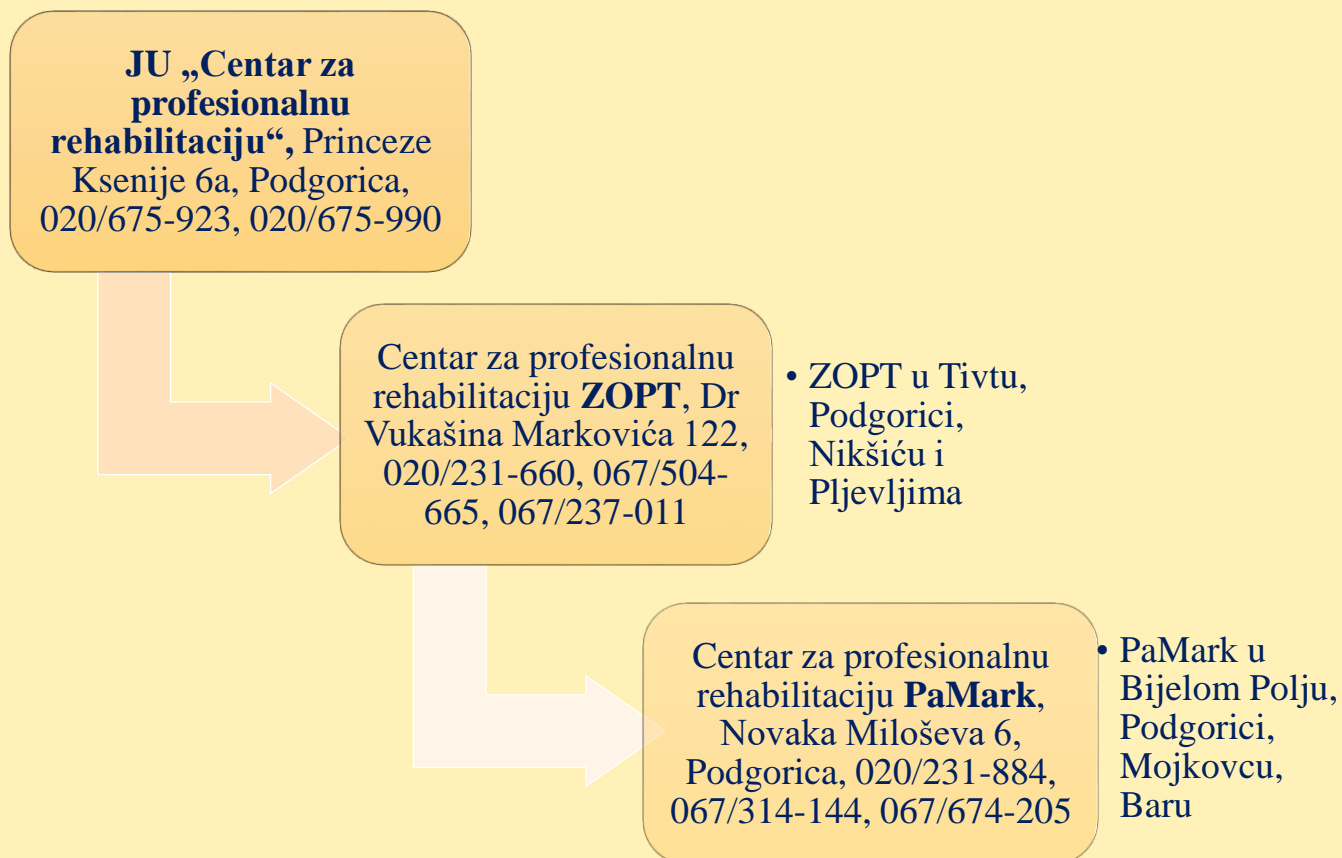 JU „Centar za
profesionalnu
rehabilitaciju“, Princeze
Ksenije 6a, Podgorica,
020/675-923, 020/675-990
Centar za profesionalnu
rehabilitaciju ZOPT, Dr
Vukašina Markovića 122,
020/231-660, 067/504-
665, 067/237-011
• ZOPT u Tivtu,
Podgorici,
Nikšiću i
Pljevljima
Centar za profesionalnu
rehabilitaciju PaMark,
Novaka Miloševa 6,
Podgorica, 020/231-884,
067/314-144, 067/674-205
• PaMark u
Bijelom Polju,
Podgorici,
Mojkovcu,
Baru